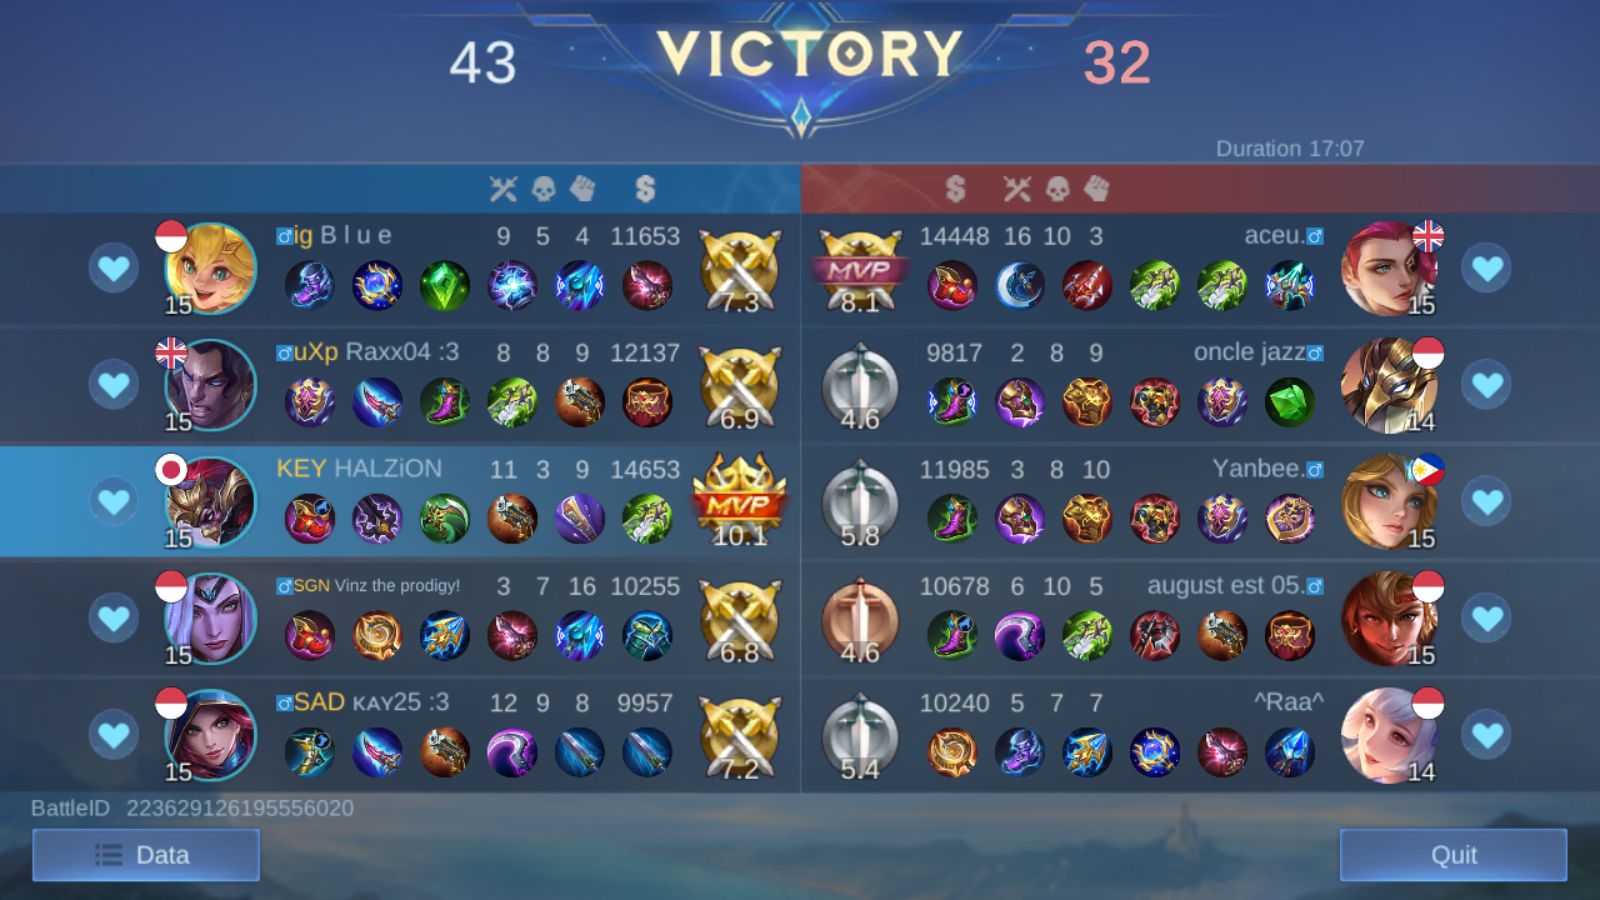 43 VICTORY 32
Duration 17:07
ig B l u e 9 5 4 11653 7.3 15
MVP 8.1 14448 16 10 3 aceu. 15
uXp Raxx04 :3 8 8 9 12137 6.9 15
4.6 9817 2 8 9 oncle jazz 14
KEY HALZiON 11 3 9 14653 MVP 10.1 15
5.8 11985 3 8 10 Yanbee. 15
SGN Vinz the prodigy! 3 7 16 10255 6.8 15
4.6 10678 6 10 5 august est 05. 15
SAD ᴋᴀʏ25 :3 12 9 8 9957 7.2 15
5.4 10240 5 7 7 ^Raa^ 14
BattleID 223629126195556020
Data
Quit